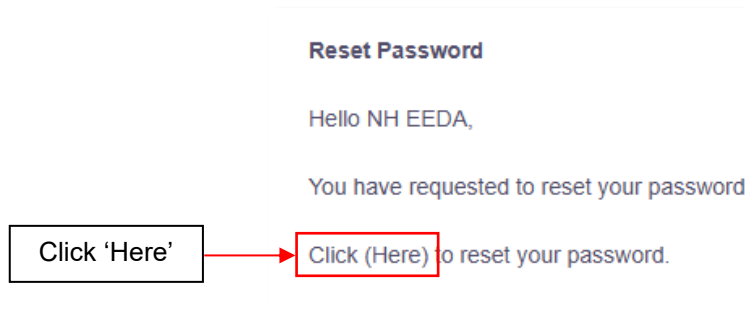 Reset Password
Hello NH EEDA,
You have requested to reset your password
Click ‘Here’
Click (Here) to reset your password.